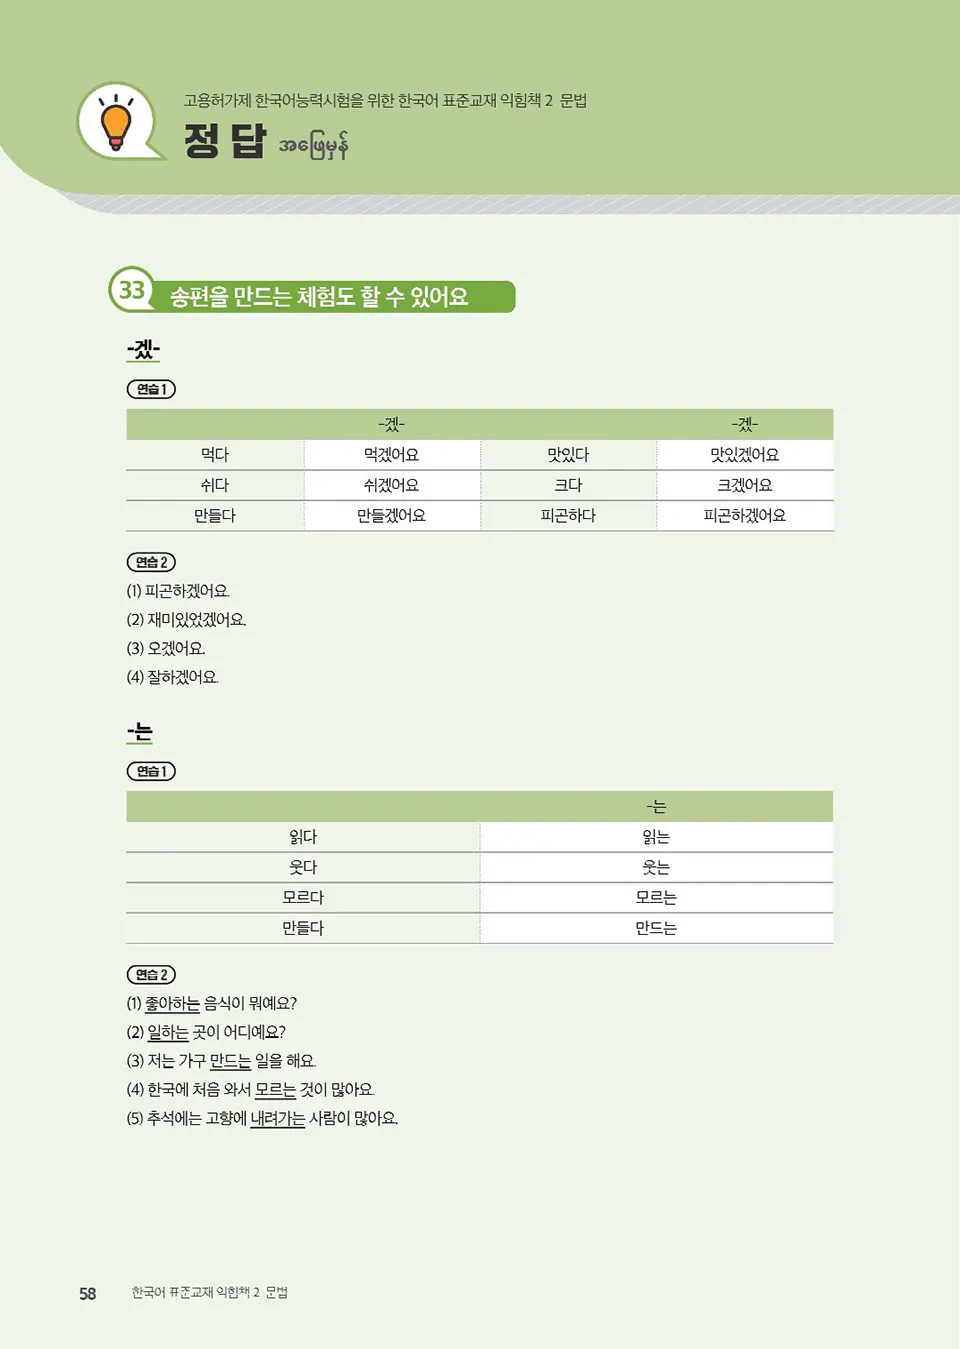 고용허가제 한국어능력시험을 위한 한국어 표준교재 익힘책 2 문법
정 답 အဖြေမှန်
33 송편을 만드는 체험도 할 수 있어요
-겠-
연습 1
-겠- -겠-
먹다 먹겠어요 맛있다 맛있겠어요
쉬다 쉬겠어요 크다 크겠어요
만들다 만들겠어요 피곤하다 피곤하겠어요
연습 2
(1) 피곤하겠어요.
(2) 재미있었겠어요.
(3) 오겠어요.
(4) 잘하겠어요.
-는
연습 1
-는
읽다 읽는
웃다 웃는
모르다 모르는
만들다 만드는
연습 2
(1) 좋아하는 음식이 뭐예요?
(2) 일하는 곳이 어디예요?
(3) 저는 가구 만드는 일을 해요.
(4) 한국에 처음 와서 모르는 것이 많아요.
(5) 추석에는 고향에 내려가는 사람이 많아요.
58 한국어 표준교재 익힘책 2 문법